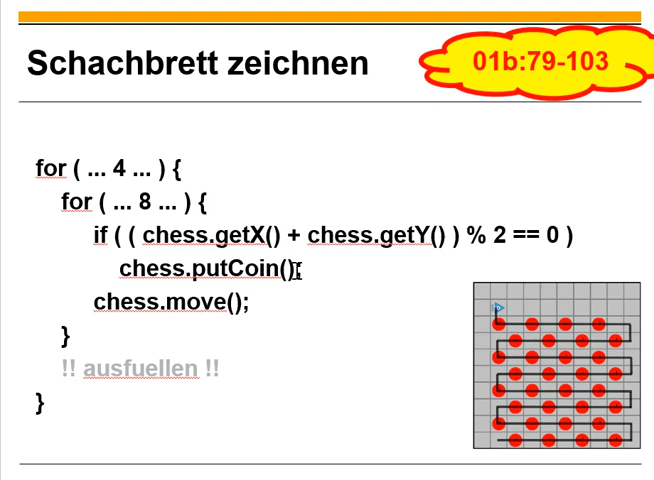 Schachbrett zeichnen
01b:79-103
for ( ... 4 ... ) {
for ( ... 8 ... ) {
if ( ( chess.getX() + chess.getY() ) % 2 == 0 )
chess.putCoin();
chess.move();
}
!! ausfuellen !!
}